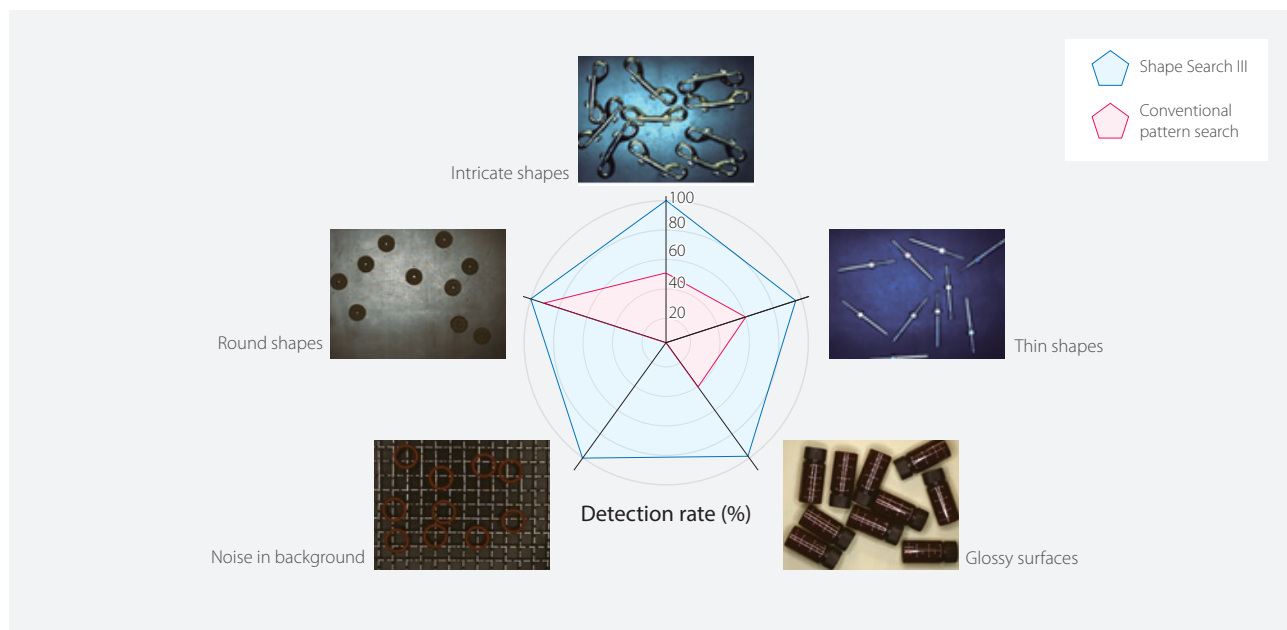 Shape Search III
Conventional
pattern search
Intricate shapes
100
80
60
40
20
Round shapes
Thin shapes
Noise in background
Glossy surfaces
Detection rate (%)